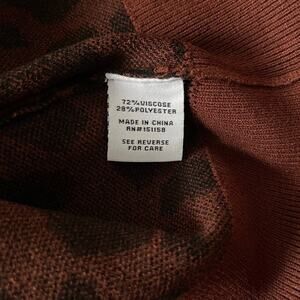 72% VISCOSE
28% POLYESTER
MADE IN CHINA
RN#151158
SEE REVERSE
FOR CARE